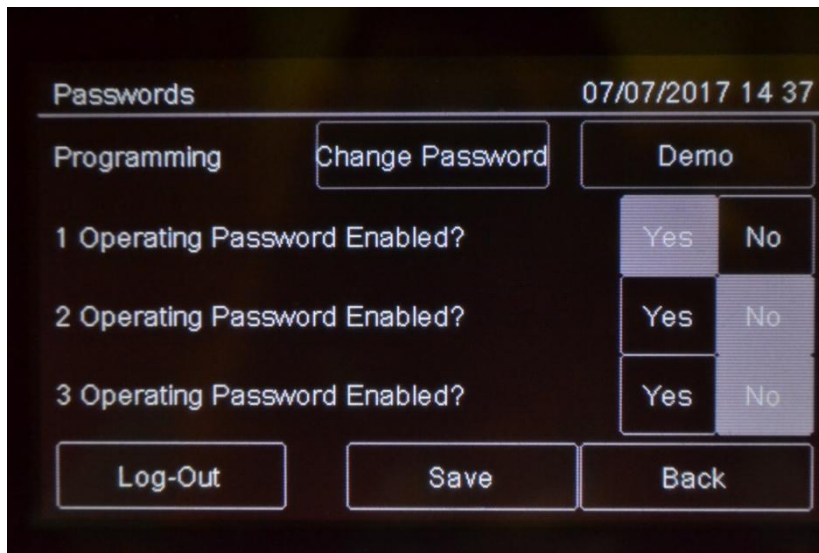 Passwords 07/07/2017 14 37
Programming Change Password Demo
1 Operating Password Enabled? Yes No
2 Operating Password Enabled? Yes No
3 Operating Password Enabled? Yes No
Log-Out Save Back